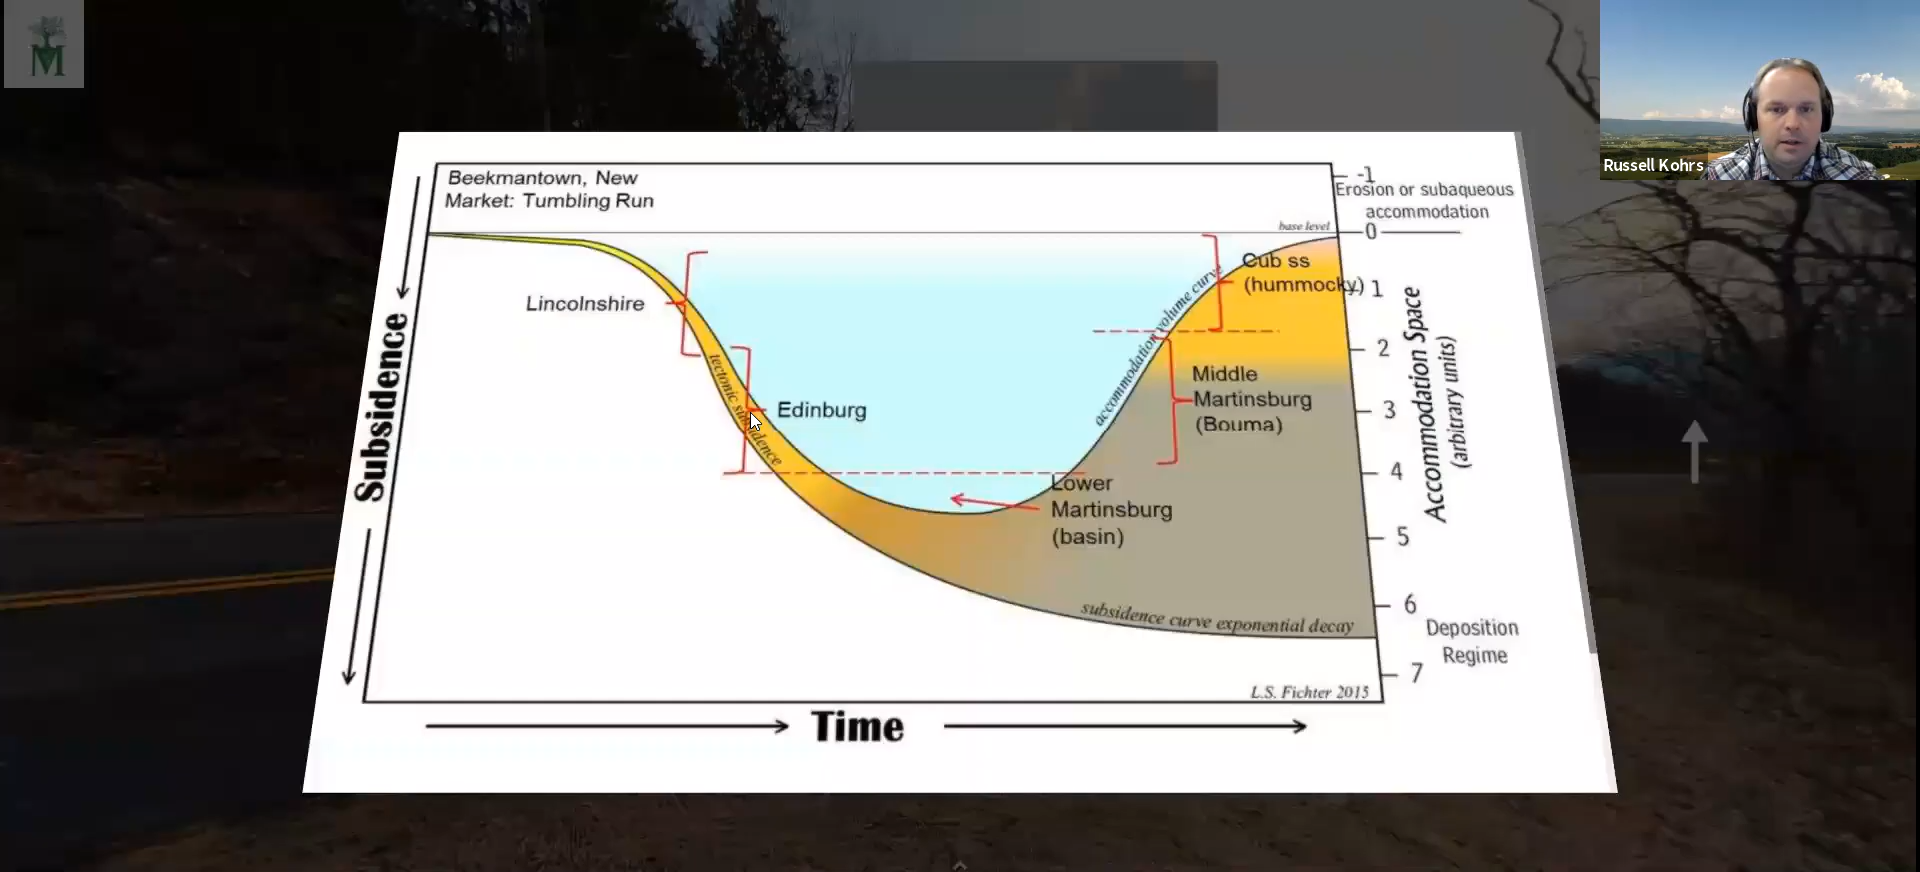 M
Russell Kohrs
Beekmantown, New
Market: Tumbling Run
-1
Erosion or subaqueous
accommodation
base level
0
Lincolnshire
Cub ss
(hummocky)
1
accommodation volume curve
tectonic subsidence
Edinburg
2
Middle
Martinsburg
(Bouma)
3
4
Lower
Martinsburg
(basin)
5
6
7
Subsidence
Accommodation Space
(arbitrary units)
subsidence curve exponential decay
Deposition
Regime
L.S. Fichter 2015
Time